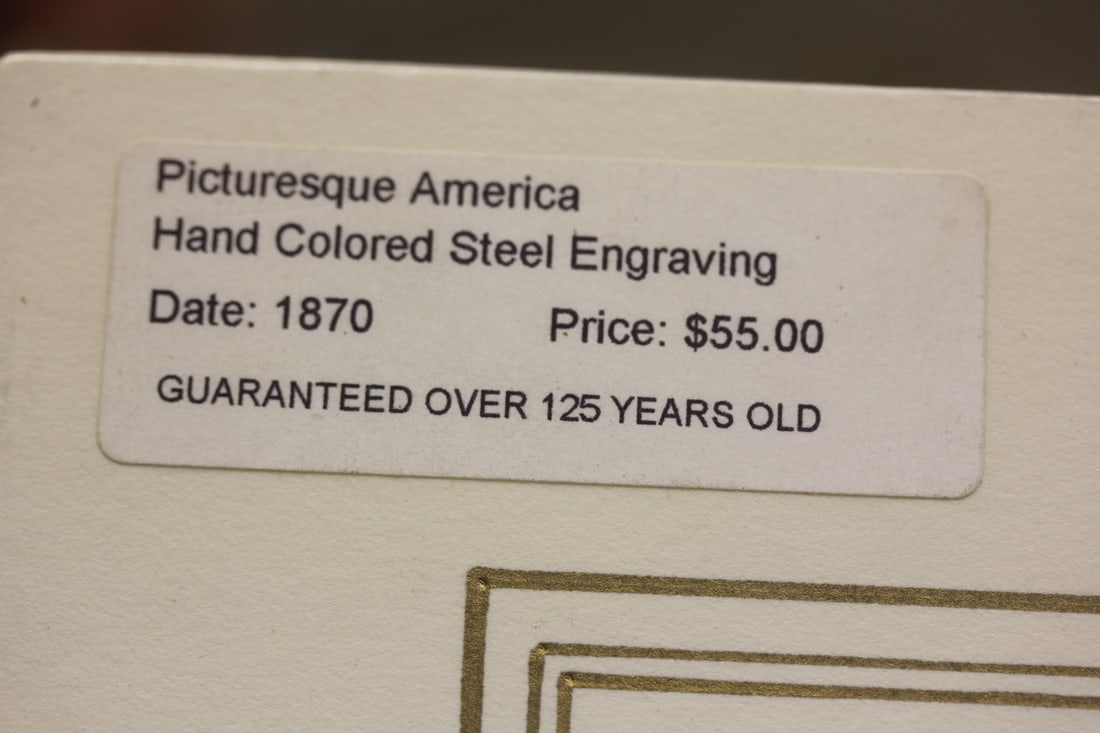 Picturesque America
Hand Colored Steel Engraving
Date: 1870 Price: $55.00
GUARANTEED OVER 125 YEARS OLD